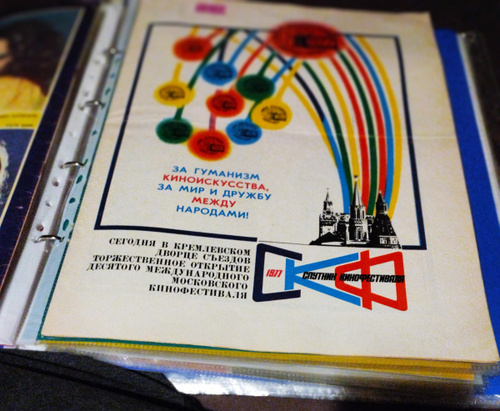 ЗА ГУМАНИЗМ
КИНОИСКУССТВА,
ЗА МИР И ДРУЖБУ
МЕЖДУ
НАРОДАМИ!
СЕГОДНЯ В КРЕМЛЕВСКОМ
ДВОРЦЕ СЪЕЗДОВ
ТОРЖЕСТВЕННОЕ ОТКРЫТИЕ
ДЕСЯТОГО МЕЖДУНАРОДНОГО
МОСКОВСКОГО
КИНОФЕСТИВАЛЯ
1977
СПУТНИК КИНОФЕСТИВАЛЯ